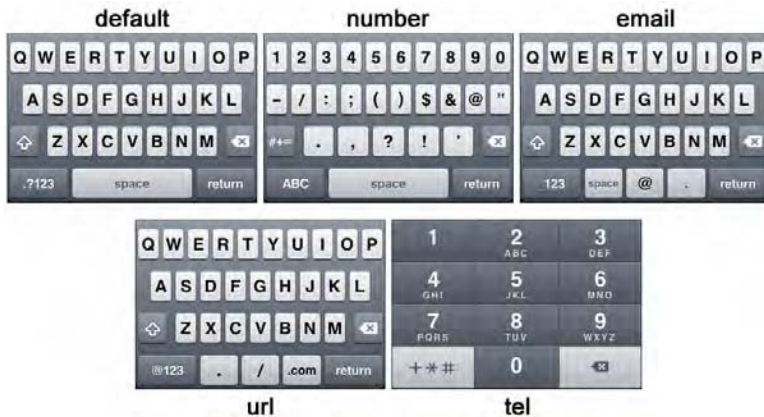 default number email
Q W E R T Y U I O P
A S D F G H J K L
Z X C V B N M
.?123 space return
1 2 3 4 5 6 7 8 9 0
- / : ; ( ) $ & @ "
#+= . , ? ! '
ABC space return
Q W E R T Y U I O P
A S D F G H J K L
Z X C V B N M
123 space @ . return
Q W E R T Y U I O P
A S D F G H J K L
Z X C V B N M
@123 . / .com return
1 2 ABC 3 DEF
4 GHI 5 JKL 6 MNO
7 PQRS 8 TUV 9 WXYZ
+*# 0
url tel